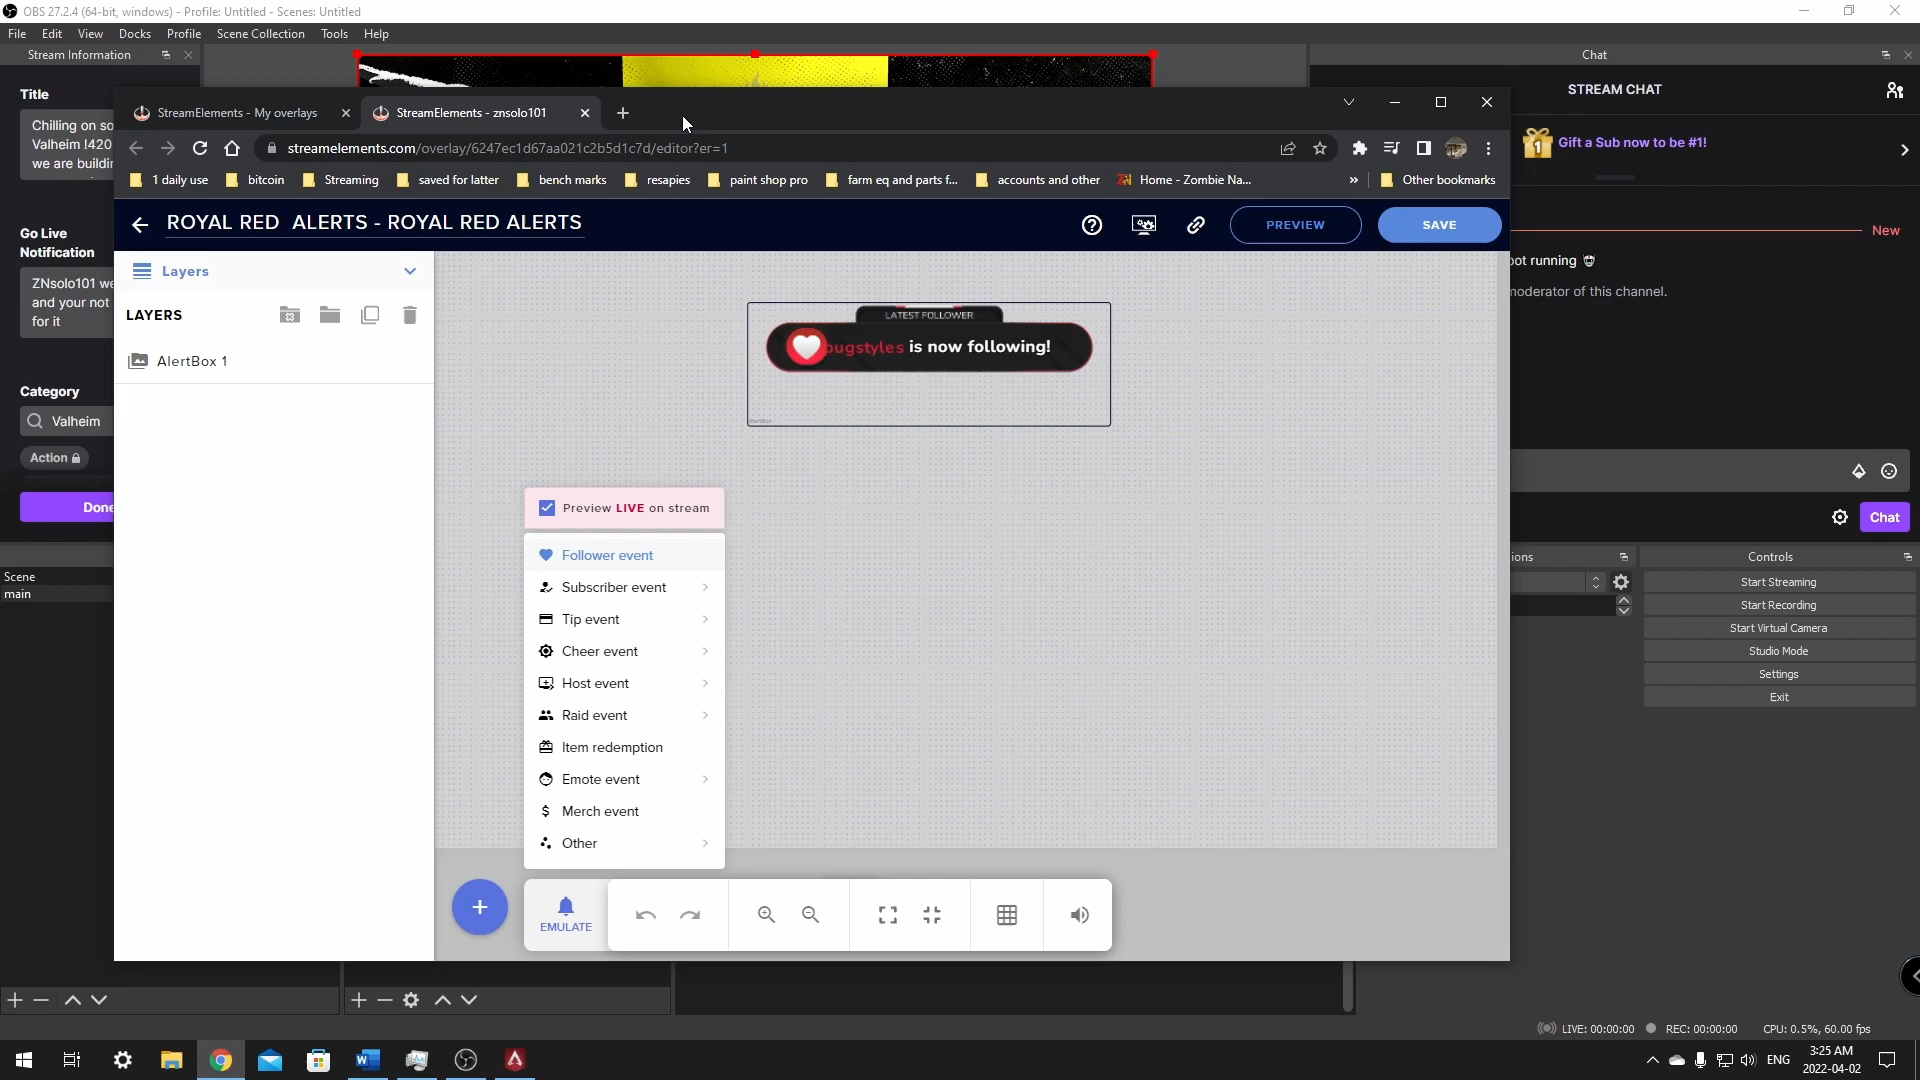 OBS 27.2.4 (64-bit, windows) - Profile: Untitled - Scenes: Untitled
File Edit View Docks Profile Scene Collection Tools Help
Stream Information
Chat
Title
Chilling on so
Valheim !420
we are buildin
Go Live
Notification
ZNsolo101 we
and your not
for it
Category
Valheim
Action
Done
StreamElements - My overlays
StreamElements - znsolo101
streamelements.com/overlay/6247ec1d67aa021c2b5d1c7d/editor?er=1
1 daily use
bitcoin
Streaming
saved for latter
bench marks
resapies
paint shop pro
farm eq and parts f...
accounts and other
Home - Zombie Na...
»
Other bookmarks
ROYAL RED ALERTS - ROYAL RED ALERTS
PREVIEW
SAVE
Layers
LAYERS
AlertBox 1
LATEST FOLLOWER
pugstyles is now following!
AlertBox
Preview LIVE on stream
Follower event
Subscriber event
Tip event
Cheer event
Host event
Raid event
Item redemption
Emote event
Merch event
Other
EMULATE
STREAM CHAT
1
Gift a Sub now to be #1!
New
ot running
moderator of this channel.
Chat
Scene
main
ions
Controls
Start Streaming
Start Recording
Start Virtual Camera
Studio Mode
Settings
Exit
LIVE: 00:00:00
REC: 00:00:00
CPU: 0.5%, 60.00 fps
ENG
3:25 AM
2022-04-02